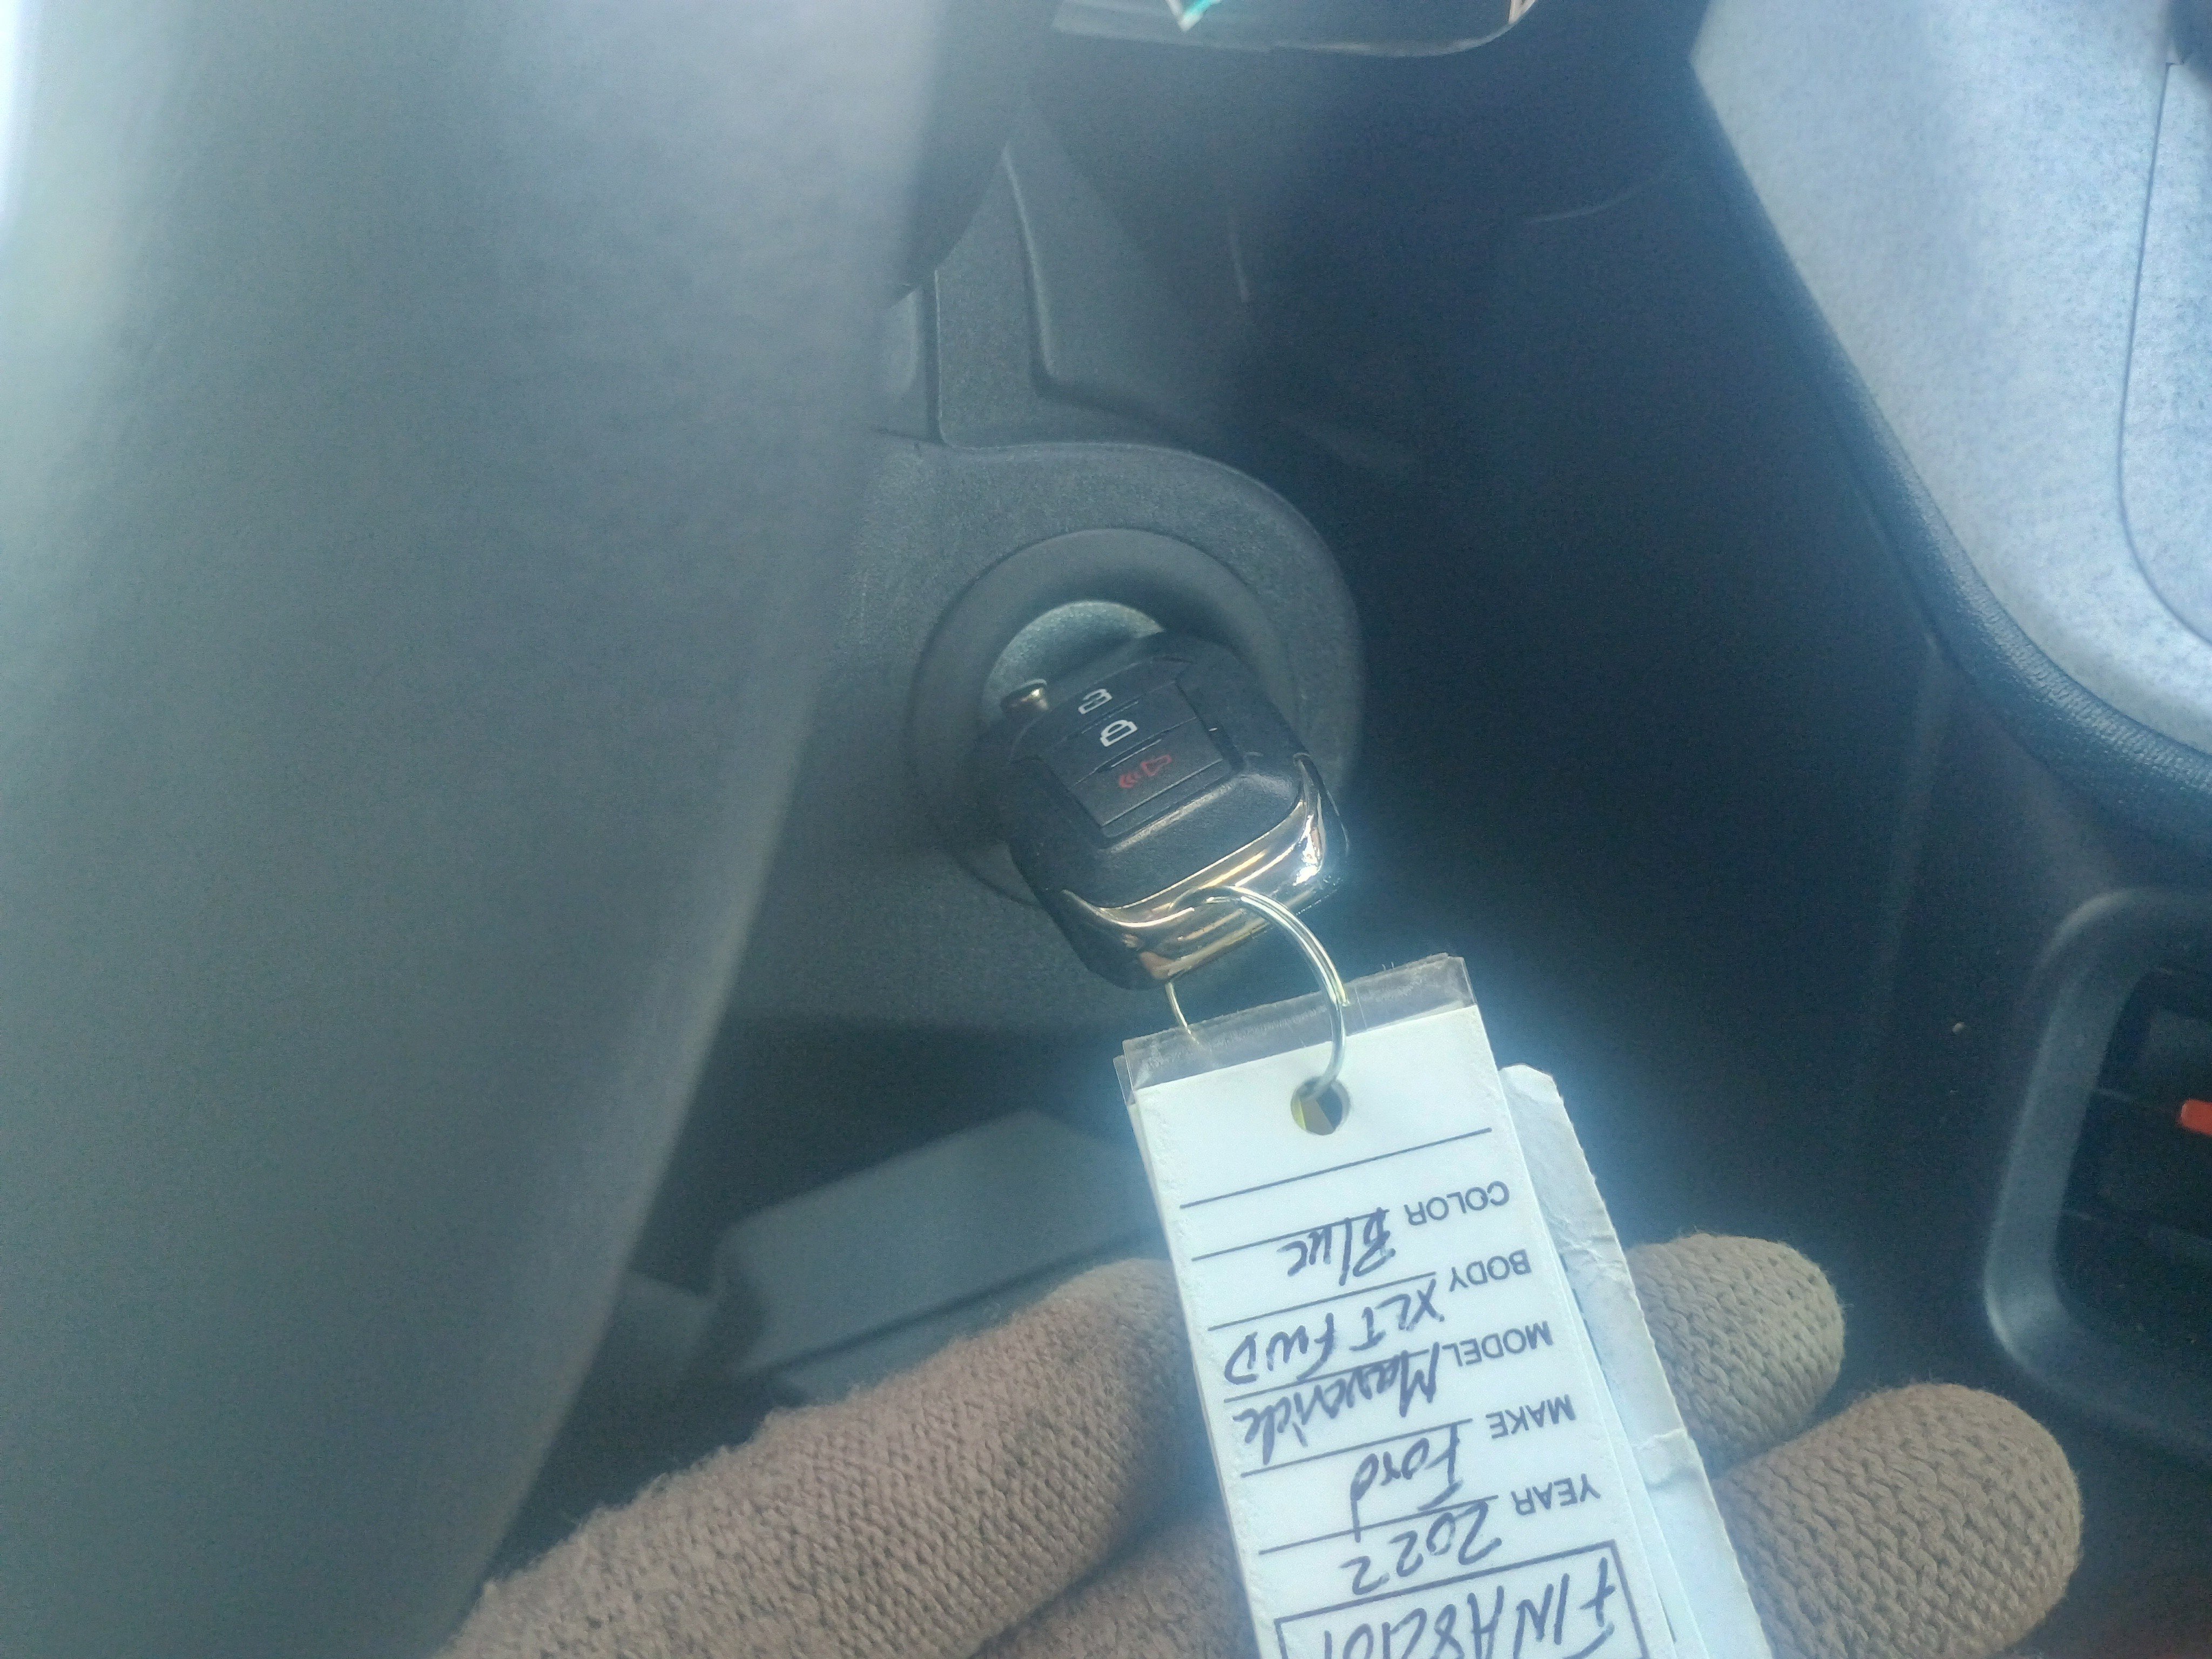 YEAR 2022
MAKE Ford
MODEL Maverick
BODY XLT FWD
COLOR Blue